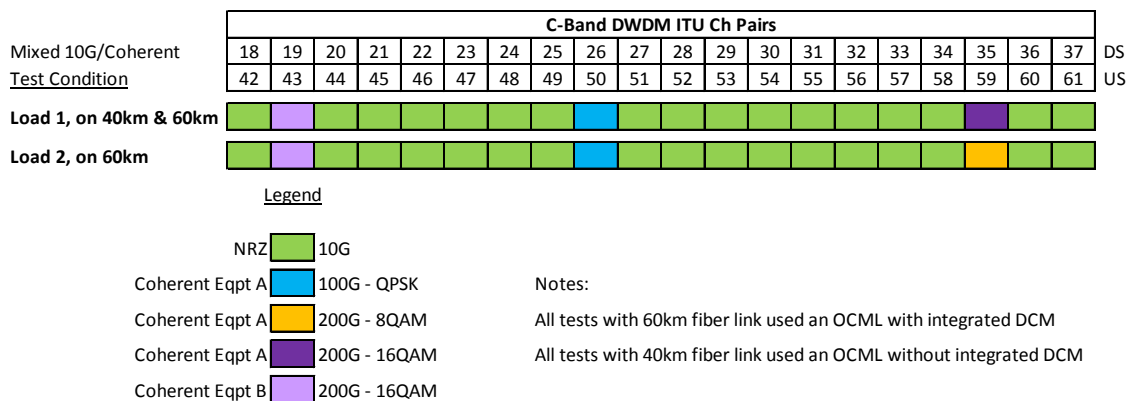 C-Band DWDM ITU Ch Pairs
Mixed 10G/Coherent 18 19 20 21 22 23 24 25 26 27 28 29 30 31 32 33 34 35 36 37 DS
Test Condition 42 43 44 45 46 47 48 49 50 51 52 53 54 55 56 57 58 59 60 61 US
Load 1, on 40km & 60km
Load 2, on 60km
Legend
NRZ 10G
Coherent Eqpt A 100G - QPSK Notes:
Coherent Eqpt A 200G - 8QAM All tests with 60km fiber link used an OCML with integrated DCM
Coherent Eqpt A 200G - 16QAM All tests with 40km fiber link used an OCML without integrated DCM
Coherent Eqpt B 200G - 16QAM